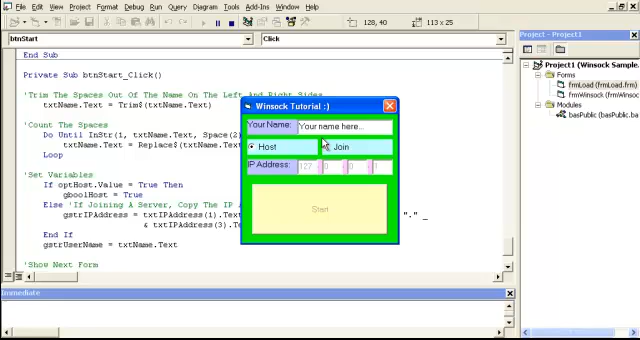 File Edit View Project Format Debug Run Query Diagram Tools Add-Ins Window Help
128, 40
113 x 25
btnStart
Click
Project - Project1
End Sub
Private Sub btnStart_Click()
'Trim The Spaces Out Of The Name On The Left And Right Sides
txtName.Text = Trim$(txtName.Text)
'Count The Spaces
Do Until InStr(1, txtName.Text, Space(2)
txtName.Text = Replace$(txtName.Text
Loop
'Set Variables
If optHost.Value = True Then
gboolHost = True
Else 'If Joining A Server, Copy The IP A
gstrIPAddress = txtIPAddress(1).T
"." _
& txtIPAddress(3).T
End If
gstrUserName = txtName.Text
'Show Next Form
Winsock Tutorial :)
Your Name:
Your name here...
Host
Join
IP Address:
127
0
0
1
Start
Project1 (Winsock Sample.
Forms
frmLoad (frmLoad.frm)
frmWinsock (frmWinsoc
Modules
basPublic (basPublic.bas)
Immediate